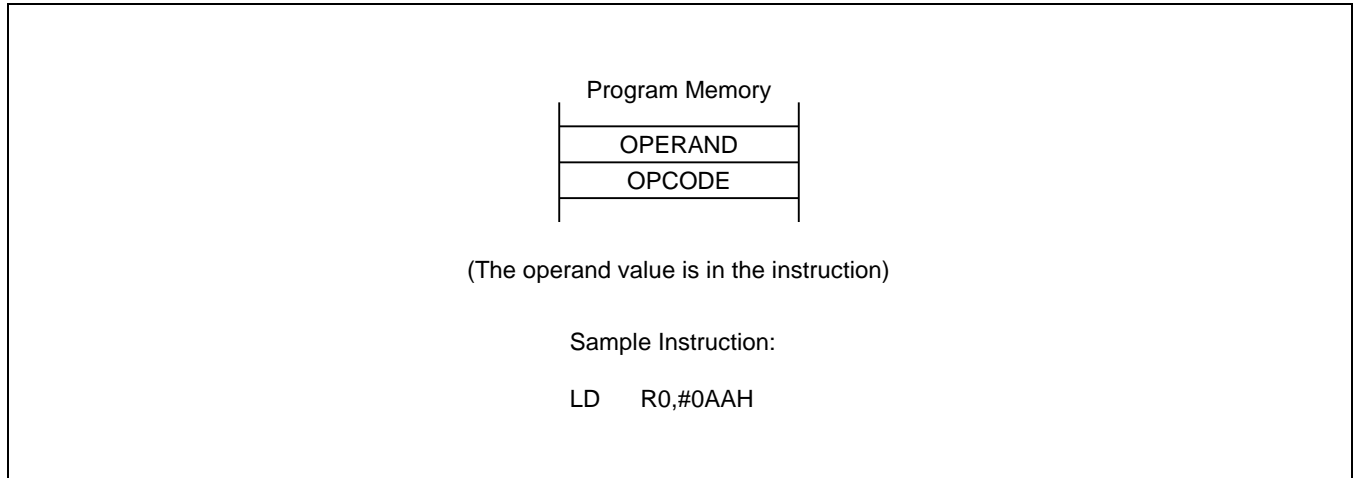 Program Memory
OPERAND
OPCODE
(The operand value is in the instruction)
Sample Instruction:
LD R0,#0AAH